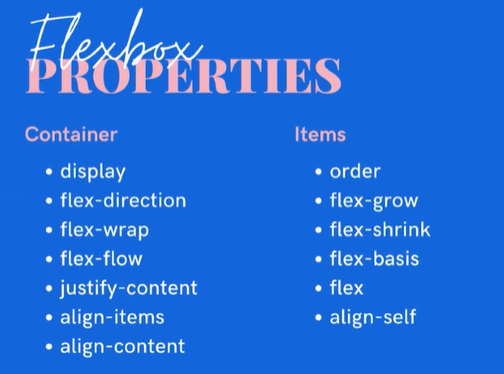 Flexbox
PROPERTIES
Container
• display
• flex-direction
• flex-wrap
• flex-flow
• justify-content
• align-items
• align-content
Items
• order
• flex-grow
• flex-shrink
• flex-basis
• flex
• align-self